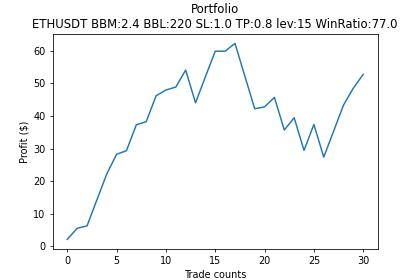 Portfolio
ETHUSDT BBM:2.4 BBL:220 SL:1.0 TP:0.8 lev:15 WinRatio:77.0
60
50
40
30
20
10
0
Profit ($)
0 5 10 15 20 25 30
Trade counts